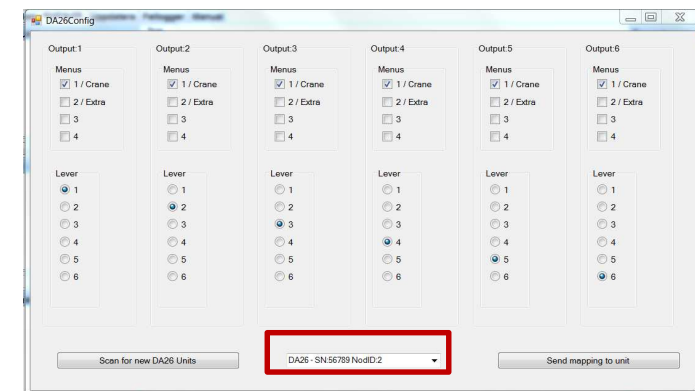 DA26Config
Output:1 Output:2 Output:3 Output:4 Output:5 Output:6
Menus Menus Menus Menus Menus Menus
1 / Crane 1 / Crane 1 / Crane 1 / Crane 1 / Crane 1 / Crane
2 / Extra 2 / Extra 2 / Extra 2 / Extra 2 / Extra 2 / Extra
3 3 3 3 3 3
4 4 4 4 4 4
Lever Lever Lever Lever Lever Lever
1 1 1 1 1 1
2 2 2 2 2 2
3 3 3 3 3 3
4 4 4 4 4 4
5 5 5 5 5 5
6 6 6 6 6 6
Scan for new DA26 Units DA26 - SN:56789 NodID:2 Send mapping to unit